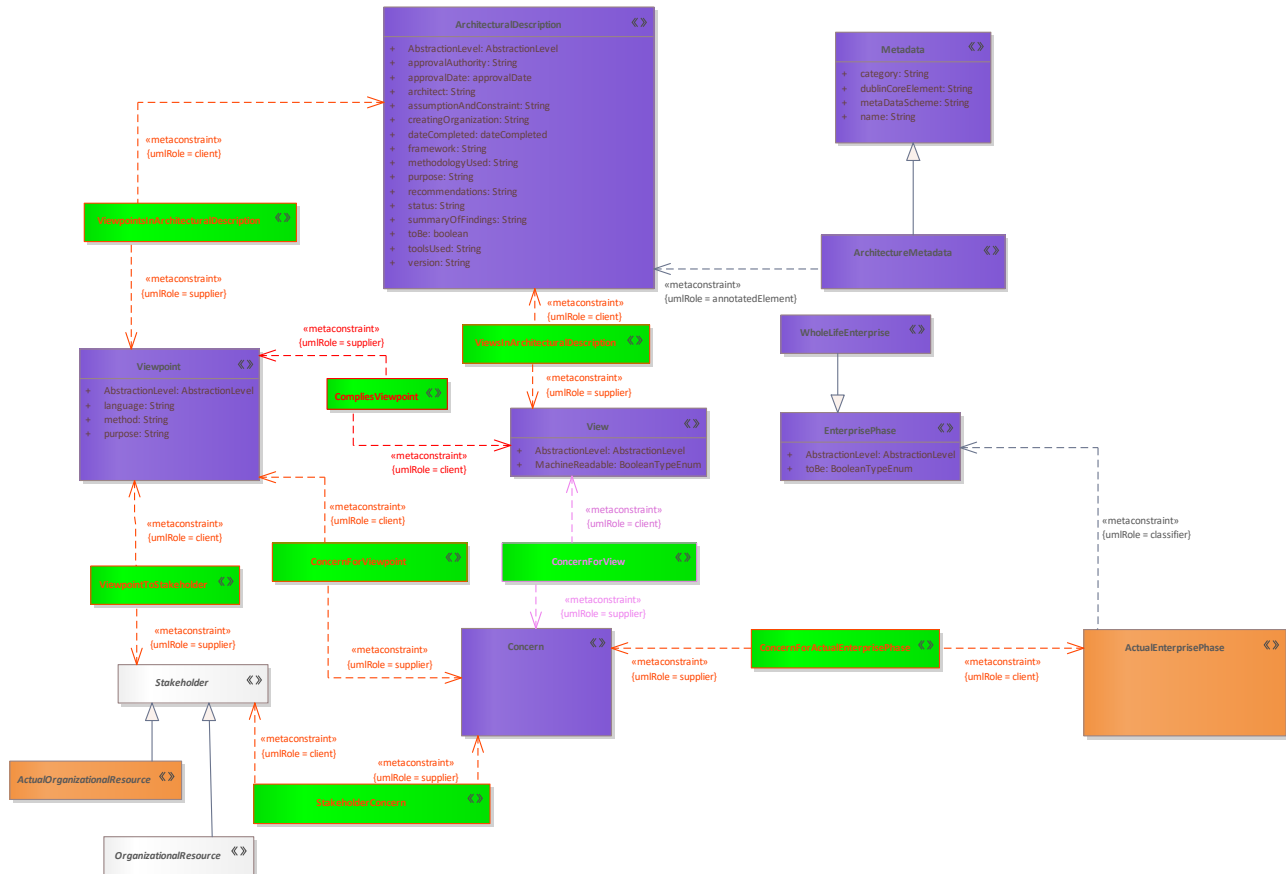 ArchitecturalDescription
+ AbstractionLevel: AbstractionLevel
+ approvalAuthority: String
+ approvalDate: approvalDate
+ architect: String
+ assumptionAndConstraint: String
+ creatingOrganization: String
+ dateCompleted: dateCompleted
+ framework: String
+ methodologyUsed: String
+ purpose: String
+ recommendations: String
+ status: String
+ summaryOfFindings: String
+ toBe: boolean
+ toolsUsed: String
+ version: String
Metadata
+ category: String
+ dublinCoreElement: String
+ metaDataScheme: String
+ name: String
«metaconstraint»
{umlRole = client}
ViewpointsInArchitecturalDescription
«metaconstraint»
{umlRole = supplier}
ArchitectureMetadata
«metaconstraint»
{umlRole = annotatedElement}
«metaconstraint»
{umlRole = client}
ViewsInArchitecturalDescription
«metaconstraint»
{umlRole = supplier}
WholeLifeEnterprise
«metaconstraint»
{umlRole = supplier}
Viewpoint
+ AbstractionLevel: AbstractionLevel
+ language: String
+ method: String
+ purpose: String
CompliesViewpoint
«metaconstraint»
{umlRole = client}
View
+ AbstractionLevel: AbstractionLevel
+ MachineReadable: BooleanTypeEnum
EnterprisePhase
+ AbstractionLevel: AbstractionLevel
+ toBe: BooleanTypeEnum
«metaconstraint»
{umlRole = client}
«metaconstraint»
{umlRole = client}
«metaconstraint»
{umlRole = client}
«metaconstraint»
{umlRole = classifier}
ViewpointToStakeholder
ConcernForViewpoint
ConcernForView
«metaconstraint»
{umlRole = supplier}
«metaconstraint»
{umlRole = supplier}
«metaconstraint»
{umlRole = supplier}
Concern
«metaconstraint»
{umlRole = supplier}
ConcernForActualEnterprisePhase
«metaconstraint»
{umlRole = client}
ActualEnterprisePhase
Stakeholder
«metaconstraint»
{umlRole = client}
«metaconstraint»
{umlRole = supplier}
ActualOrganizationalResource
StakeholderConcern
OrganizationalResource